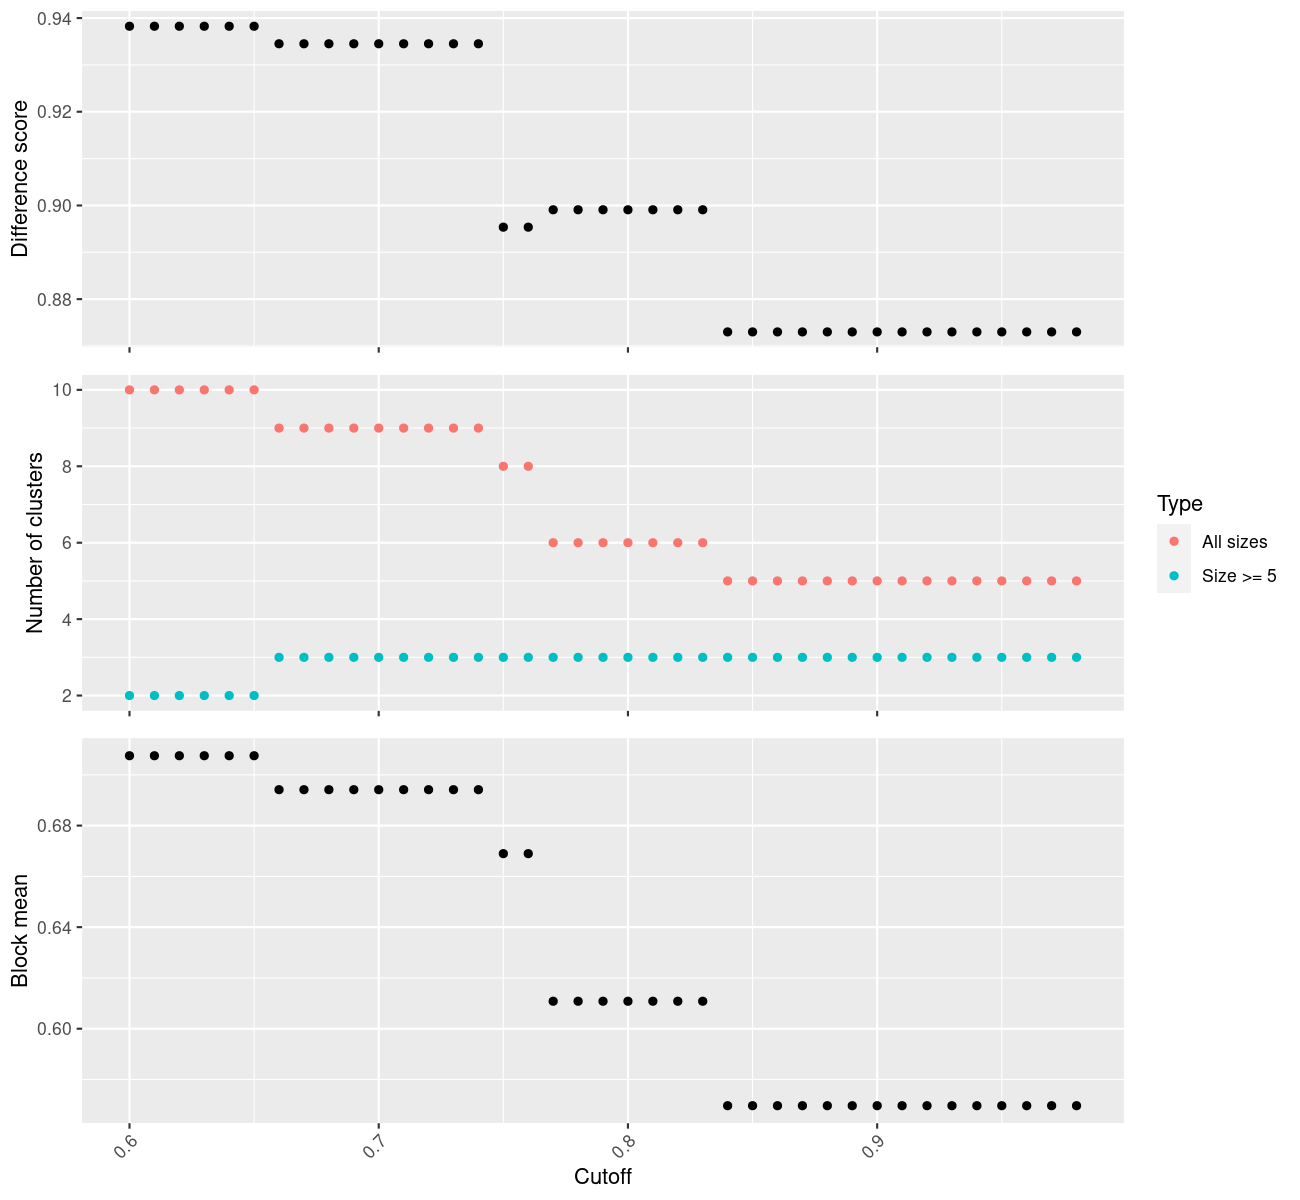 Difference score
0.94
0.92
0.90
0.88
Number of clusters
10
8
6
4
2
Type
All sizes
Size >= 5
Block mean
0.68
0.64
0.60
0.6
0.7
0.8
0.9
Cutoff